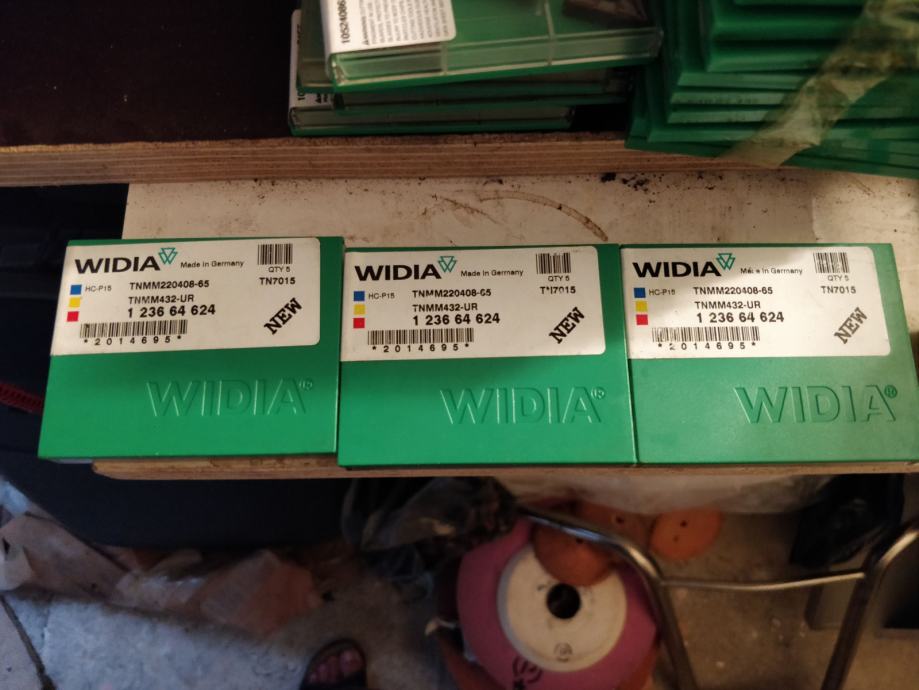 10524086
WIDIA Made in Germany
QTY 5
HC-P15 TNMM220408-65 TN7015
TNMM432-UR
1 236 64 624
NEW
*2014695*
WIDIA®
WIDIA Made in Germany
QTY 5
HC-P15 TNMM220408-65 TN7015
TNMM432-UR
1 236 64 624
NEW
*2014695*
WIDIA®
WIDIA Made in Germany
QTY 5
HC-P15 TNMM220408-65 TN7015
TNMM432-UR
1 236 64 624
NEW
*2014695*
WIDIA®